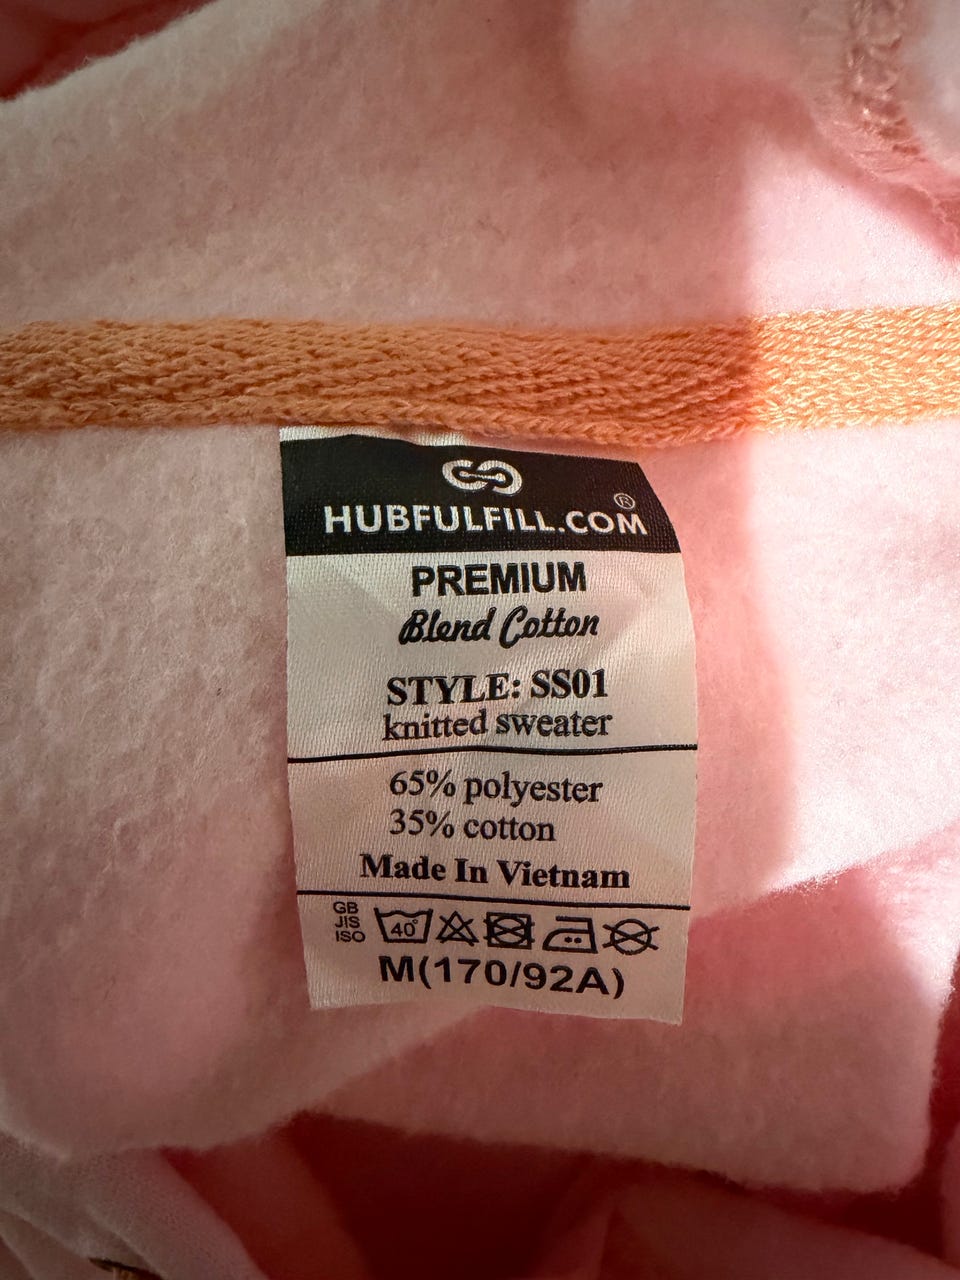 HUBFULFILL.COM®
PREMIUM
Blend Cotton
STYLE: SS01
knitted sweater
65% polyester
35% cotton
Made In Vietnam
GB
JIS
ISO
40°
M(170/92A)